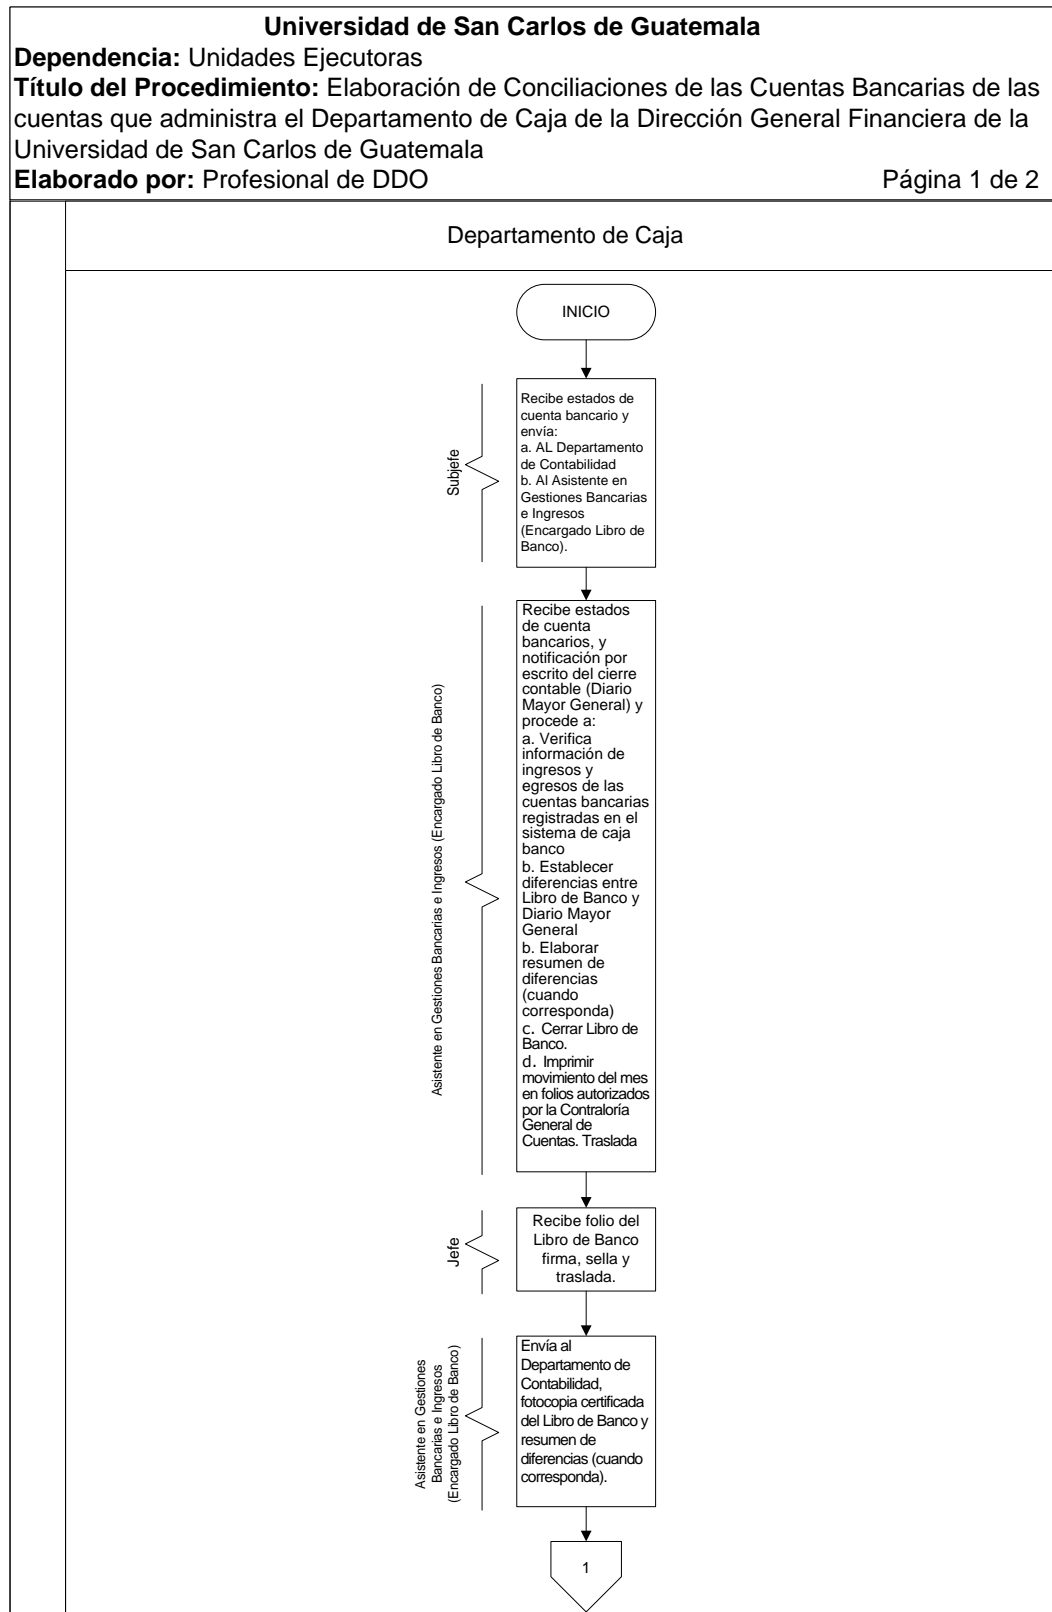 Universidad de San Carlos de Guatemala
Dependencia: Unidades Ejecutoras
Título del Procedimiento: Elaboración de Conciliaciones de las Cuentas Bancarias de las
cuentas que administra el Departamento de Caja de la Dirección General Financiera de la
Universidad de San Carlos de Guatemala
Elaborado por: Profesional de DDO Página 1 de 2
Departamento de Caja
INICIO
Subjefe
Recibe estados de
cuenta bancario y
envía:
a. AL Departamento
de Contabilidad
b. Al Asistente en
Gestiones Bancarias
e Ingresos
(Encargado Libro de
Banco).
Asistente en Gestiones Bancarias e Ingresos (Encargado Libro de Banco)
Recibe estados
de cuenta
bancarios, y
notificación por
escrito del cierre
contable (Diario
Mayor General) y
procede a:
a. Verifica
información de
ingresos y
egresos de las
cuentas bancarias
registradas en el
sistema de caja
banco
b. Establecer
diferencias entre
Libro de Banco y
Diario Mayor
General
b. Elaborar
resumen de
diferencias
(cuando
corresponda)
c. Cerrar Libro de
Banco.
d. Imprimir
movimiento del mes
en folios autorizados
por la Contraloría
General de
Cuentas. Traslada
Jefe
Recibe folio del
Libro de Banco
firma, sella y
traslada.
Asistente en Gestiones
Bancarias e Ingresos
(Encargado Libro de Banco)
Envía al
Departamento de
Contabilidad,
fotocopia certificada
del Libro de Banco y
resumen de
diferencias (cuando
corresponda).
1